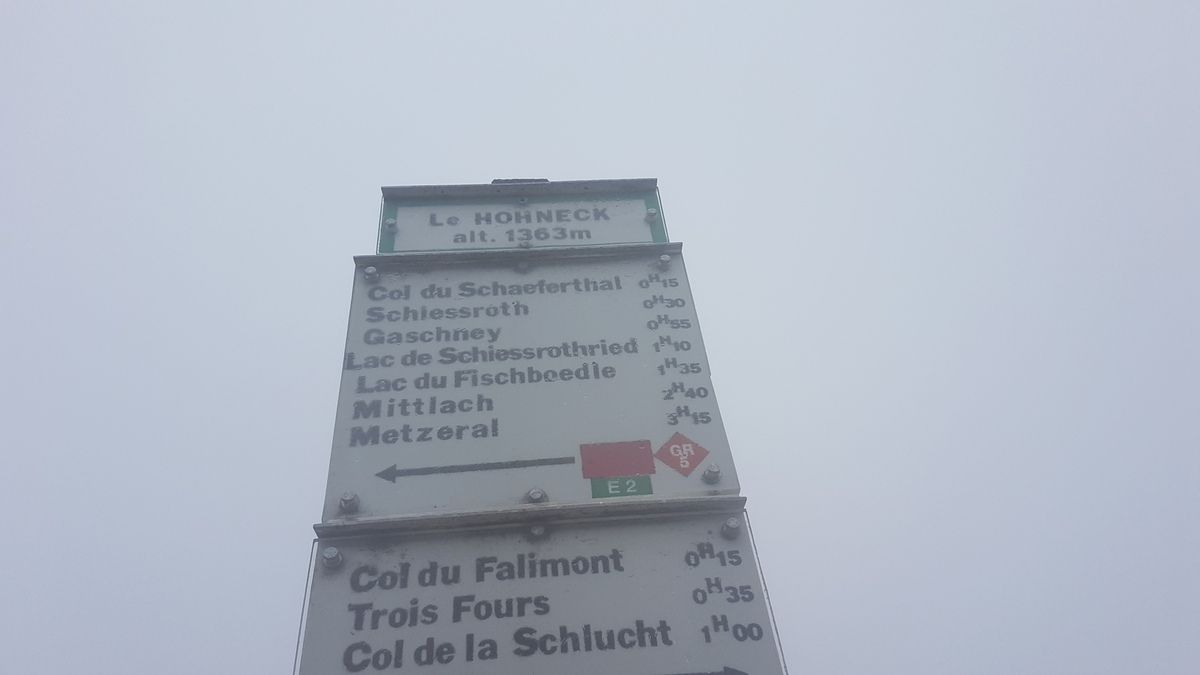 Le HOHNECK
alt. 1363m
Col du Schaeferthal 0H15
Schiessroth 0H30
Gaschney 0H55
Lac de Schiessrothried 1H10
Lac du Fischboedle 1H35
Mittlach 2H40
Metzeral 3H15
GR
5
E 2
Col du Falimont 0H15
Trois Fours 0H35
Col de la Schlucht 1H00